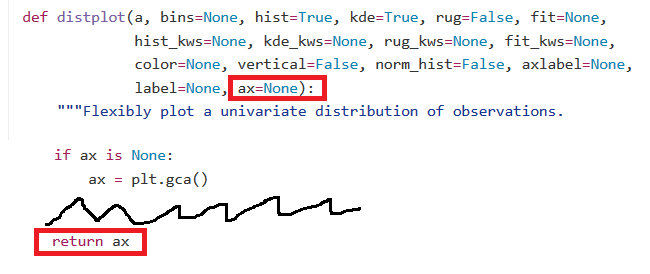 def distplot(a, bins=None, hist=True, kde=True, rug=False, fit=None,
hist_kws=None, kde_kws=None, rug_kws=None, fit_kws=None,
color=None, vertical=False, norm_hist=False, axlabel=None,
label=None, ax=None):
"""Flexibly plot a univariate distribution of observations.
if ax is None:
ax = plt.gca()
return ax